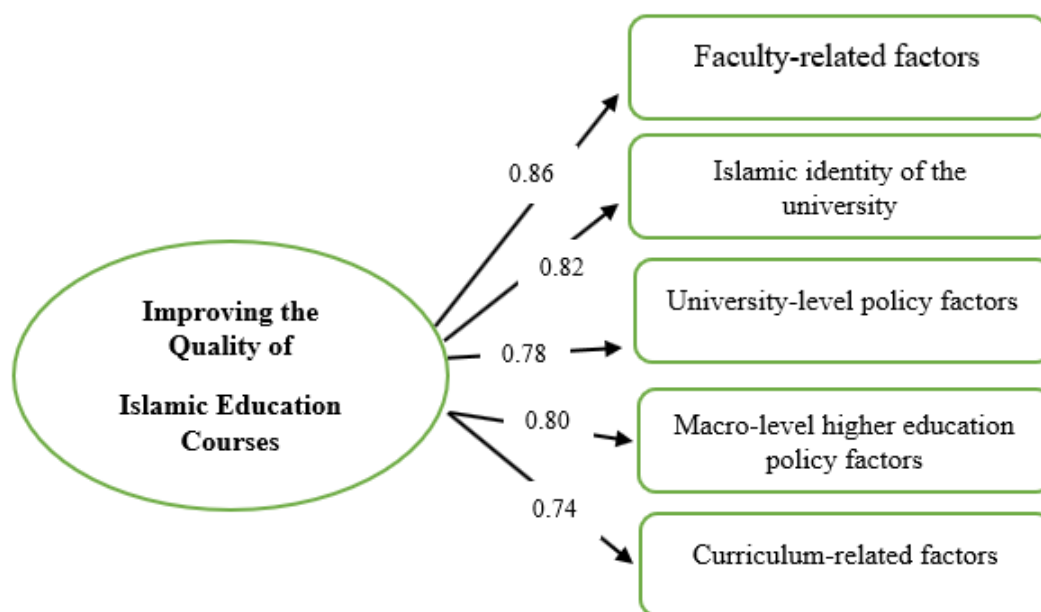 Faculty-related factors
0.86
Islamic identity of the
university
0.82
Improving the
Quality of
Islamic Education
Courses
University-level policy factors
0.78
Macro-level higher education
policy factors
0.80
0.74
Curriculum-related factors